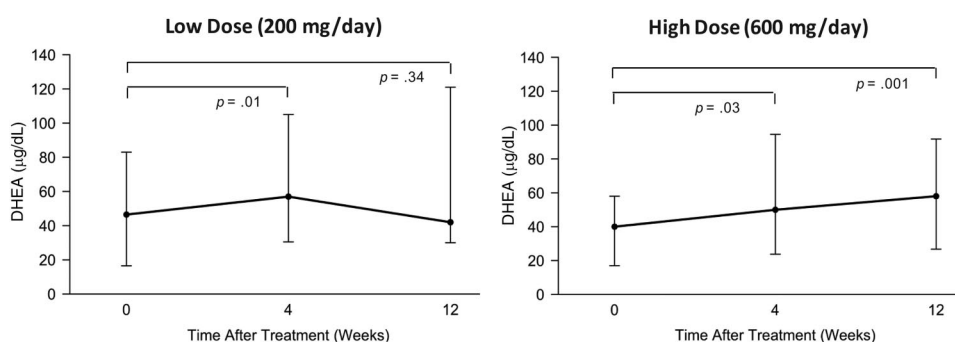 Low Dose (200 mg/day)
140
120
100
80
60
40
20
0
DHEA (μg/dL)
p = .01
p = .34
0 4 12
Time After Treatment (Weeks)
High Dose (600 mg/day)
140
120
100
80
60
40
20
0
DHEA (μg/dL)
p = .03
p = .001
0 4 12
Time After Treatment (Weeks)